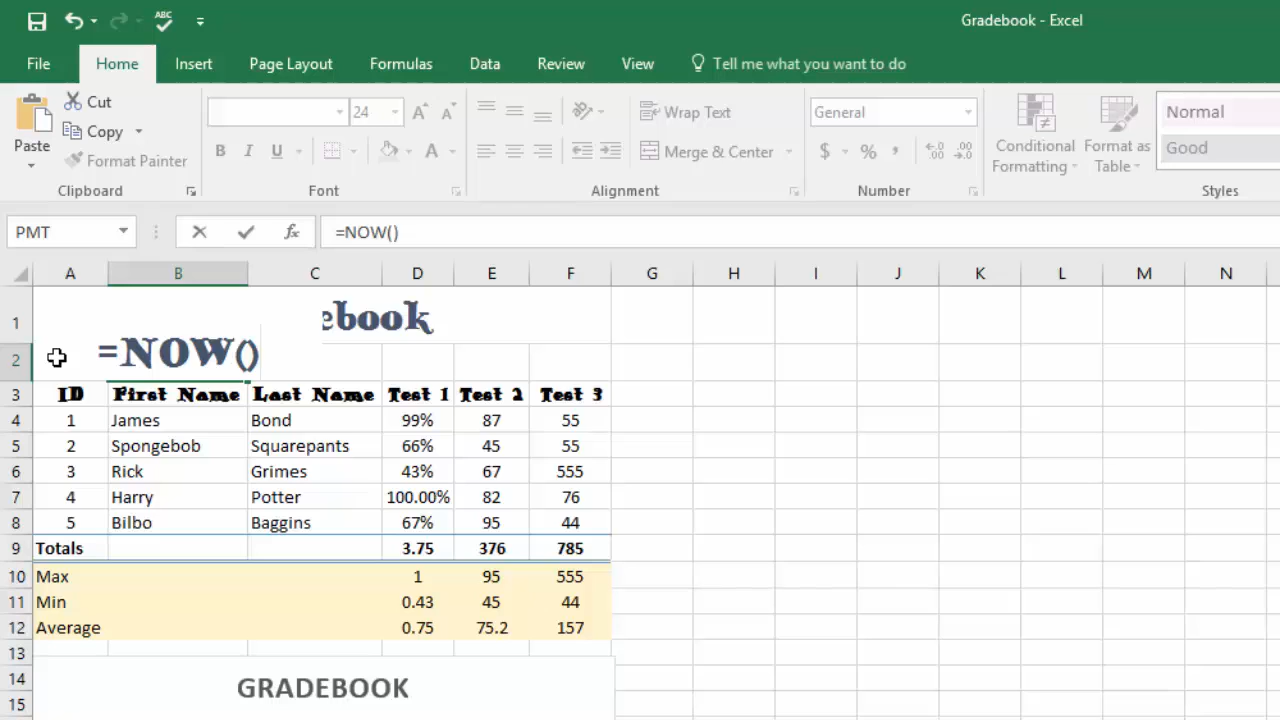 ABC
Gradebook - Excel
File Home Insert Page Layout Formulas Data Review View Tell me what you want to do
Cut
24
Wrap Text
General
Normal
Copy
Paste
Conditional Formatting
Format as Table
Good
Format Painter
B I U
A
Merge & Center
$ % ,
Clipboard Font Alignment Number Styles
PMT
fx
=NOW()
A B C D E F G H I J K L M N
1 ebook
2 =NOW()
3 ID First Name Last Name Test 1 Test 2 Test 3
4 1 James Bond 99% 87 55
5 2 Spongebob Squarepants 66% 45 55
6 3 Rick Grimes 43% 67 555
7 4 Harry Potter 100.00% 82 76
8 5 Bilbo Baggins 67% 95 44
9 Totals 3.75 376 785
10 Max 1 95 555
11 Min 0.43 45 44
12 Average 0.75 75.2 157
13
14 GRADEBOOK
15